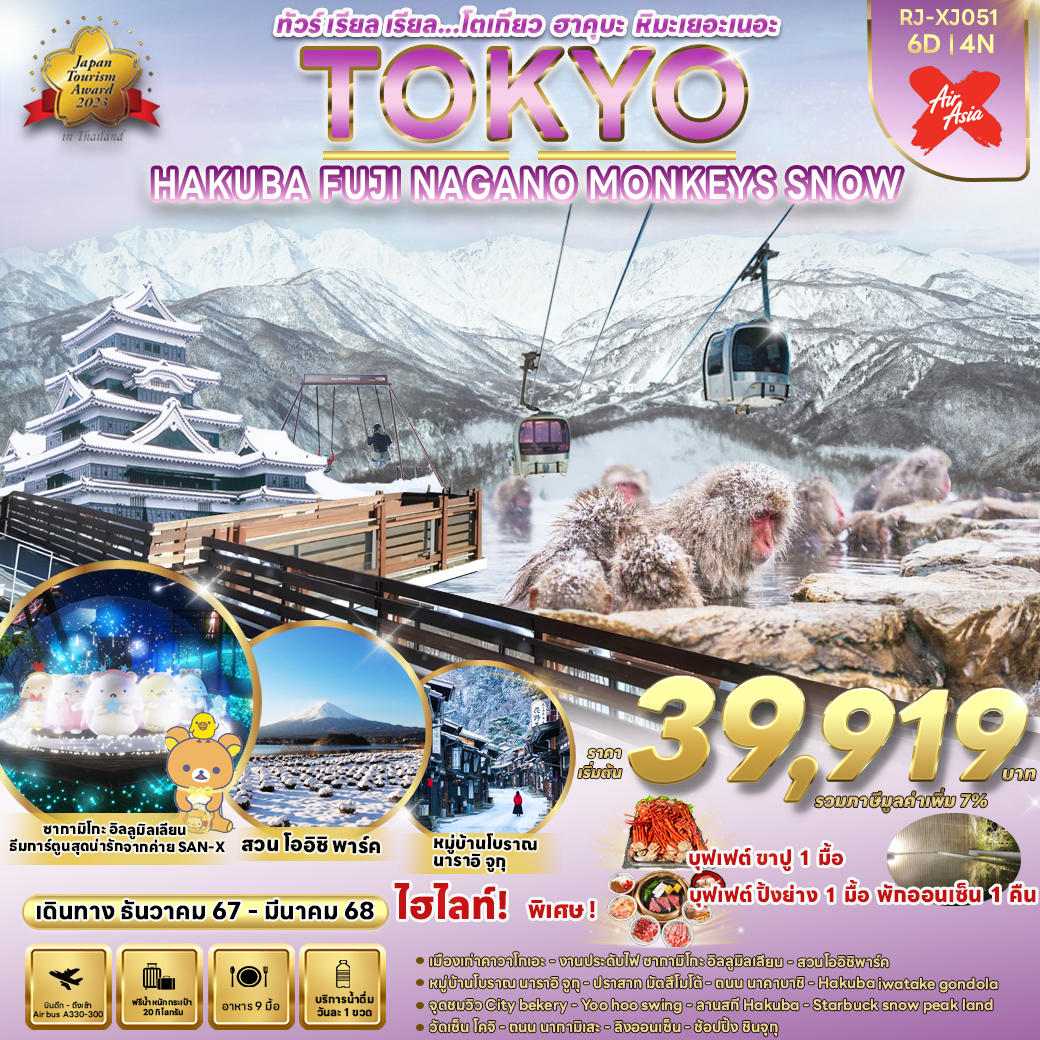 ทัวร์เรียล เรียล...โตเกียว ฮาคุบะ หิมะเยอะเนอะ
TOKYO
HAKUBA FUJI NAGANO MONKEYS SNOW
Japan
Tourism
Award
2023
in Thailand
RJ-XJ051
6D | 4N
Air
Asia
ราคา
เริ่มต้น
39,919
บาท
รวมภาษีมูลค่าเพิ่ม 7%
ซากามิโกะ อิลลูมิลเลียน
ธีมการ์ตูนสุดน่ารักจากค่าย SAN-X
สวน โออิชิ พาร์ค
หมู่บ้านโบราณ
นาราอิ จูกุ
บุฟเฟต์ ขาปู 1 มื้อ
บุฟเฟต์ ปิ้งย่าง 1 มื้อ พักออนเซ็น 1 คืน
เดินทาง ธันวาคม 67 - มีนาคม 68
ไฮไลท์!
พิเศษ !
บินดึก - ถึงเช้า
Air bus A330-300
ฟรีน้ำหนักกระเป๋า
20 กิโลกรัม
อาหาร 9 มื้อ
บริการน้ำดื่ม
วันละ 1 ขวด
• เมืองเก่าคาวาโกเอะ - งานประดับไฟ ซากามิโกะ อิลลูมิลเลียน - สวนโออิชิพาร์ค
• หมู่บ้านโบราณ นาราอิ จูกุ - ปราสาท มัตสึโมโต้ - ถนน นาคาบาชิ - Hakuba iwatake gondola
• จุดชมวิว City bekery - Yoo hoo swing - ลานสกี Hakuba - Starbuck snow peak land
• วัดเซ็น โคจิ - ถนน นากามิเสะ - ลิงออนเซ็น - ช้อปปิ้ง ชินจูกุ